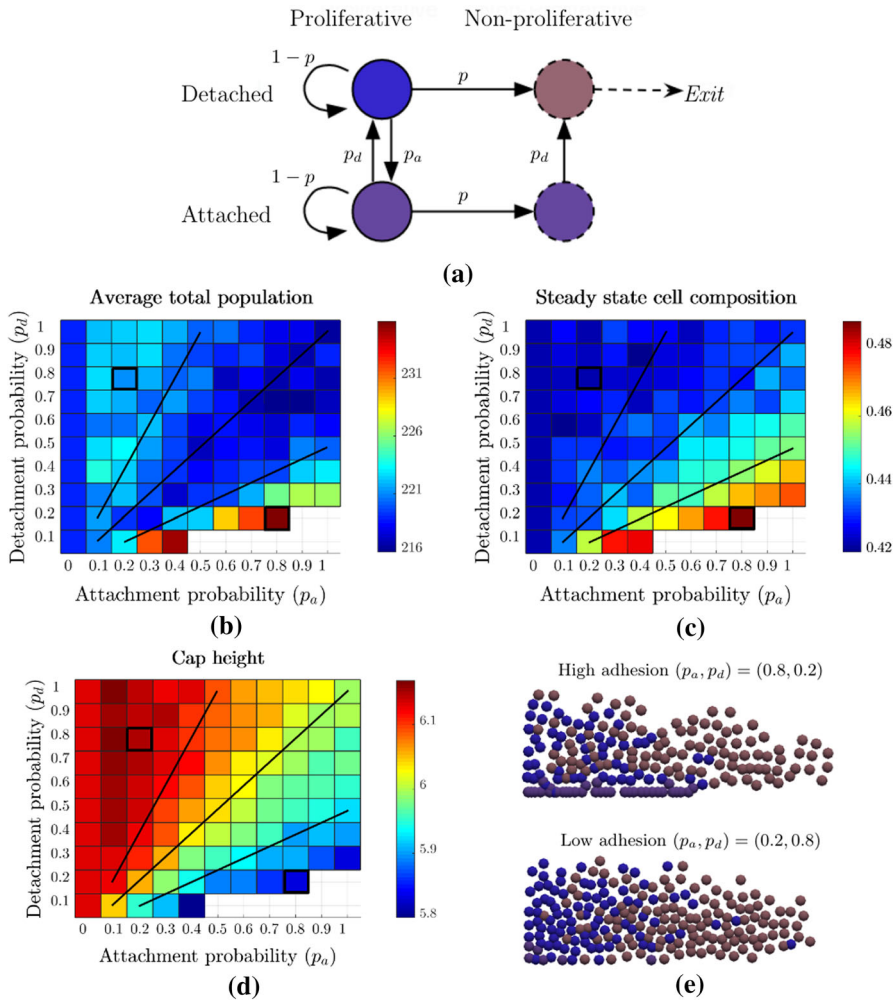 Proliferative Non-proliferative
1−p
Detached
p
Exit
p_d p_a p_d
1−p
Attached
p
(a)
Average total population
Detachment probability (p_d)
1
0.9
0.8
0.7
0.6
0.5
0.4
0.3
0.2
0.1
0 0.1 0.2 0.3 0.4 0.5 0.6 0.7 0.8 0.9 1
Attachment probability (p_a)
231
226
221
216
(b)
Steady state cell composition
Detachment probability (p_d)
1
0.9
0.8
0.7
0.6
0.5
0.4
0.3
0.2
0.1
0 0.1 0.2 0.3 0.4 0.5 0.6 0.7 0.8 0.9 1
Attachment probability (p_a)
0.48
0.46
0.44
0.42
(c)
Cap height
Detachment probability (p_d)
1
0.9
0.8
0.7
0.6
0.5
0.4
0.3
0.2
0.1
0 0.1 0.2 0.3 0.4 0.5 0.6 0.7 0.8 0.9 1
Attachment probability (p_a)
6.1
6
5.9
5.8
(d)
High adhesion (p_a, p_d) = (0.8, 0.2)
Low adhesion (p_a, p_d) = (0.2, 0.8)
(e)